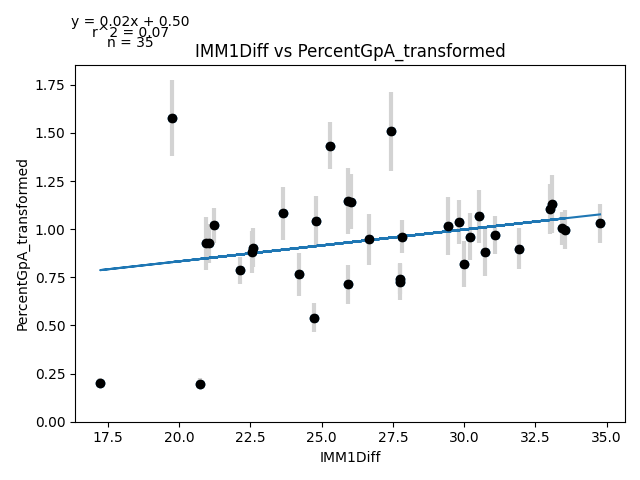 y = 0.02x + 0.50
r^2 = 0.07
n = 35
IMM1Diff vs PercentGpA_transformed
PercentGpA_transformed
1.75
1.50
1.25
1.00
0.75
0.50
0.25
0.00
17.5 20.0 22.5 25.0 27.5 30.0 32.5 35.0
IMM1Diff